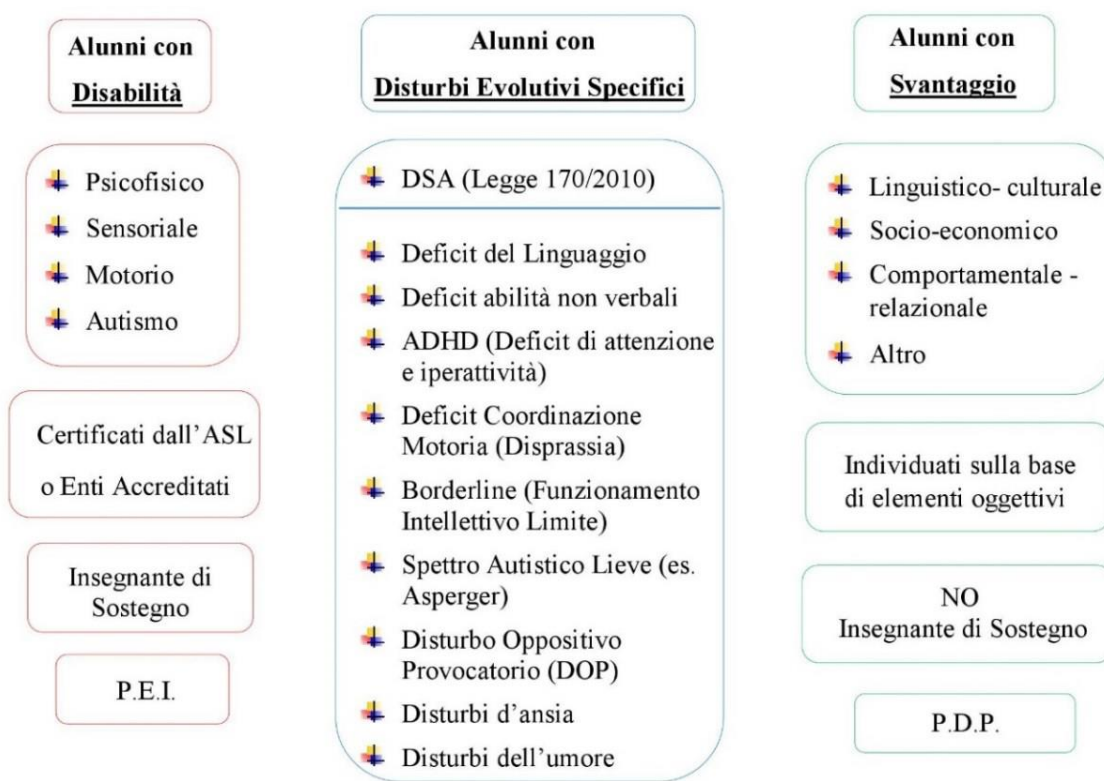 Alunni con
Disabilità
Psicofisico
Sensoriale
Motorio
Autismo
Certificati dall'ASL
o Enti Accreditati
Insegnante di
Sostegno
P.E.I.
Alunni con
Disturbi Evolutivi Specifici
DSA (Legge 170/2010)
Deficit del Linguaggio
Deficit abilità non verbali
ADHD (Deficit di attenzione
e iperattività)
Deficit Coordinazione
Motoria (Disprassia)
Borderline (Funzionamento
Intellettivo Limite)
Spettro Autistico Lieve (es.
Asperger)
Disturbo Oppositivo
Provocatorio (DOP)
Disturbi d'ansia
Disturbi dell'umore
Alunni con
Svantaggio
Linguistico- culturale
Socio-economico
Comportamentale -
relazionale
Altro
Individuati sulla base
di elementi oggettivi
NO
Insegnante di Sostegno
P.D.P.